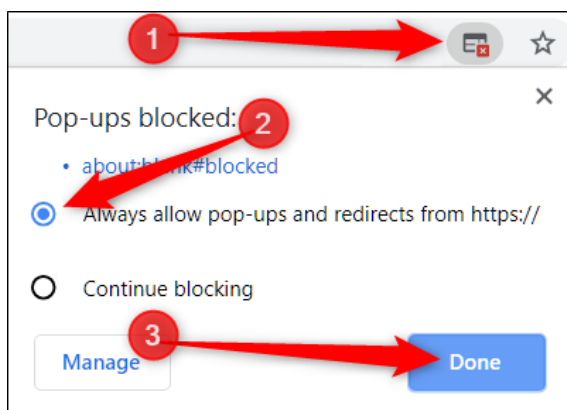 1
Pop-ups blocked:
2
• about:blank#blocked
Always allow pop-ups and redirects from https://
Continue blocking
3
Manage
Done